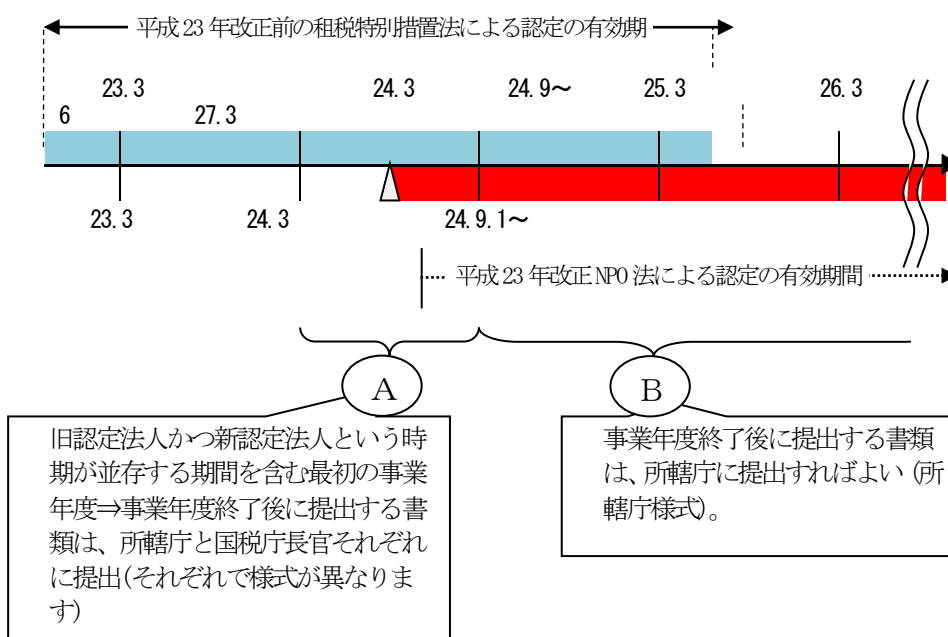 平成23年改正前の租税特別措置法による認定の有効期
23.3 24.3 24.9～ 25.3 26.3
6 27.3
23.3 24.3 24.9.1～
平成23年改正NPO法による認定の有効期間
A
B
旧認定法人かつ新認定法人という時
期が並存する期間を含む最初の事業
年度⇒事業年度終了後に提出する書
類は、所轄庁と国税庁長官それぞれ
に提出(それぞれで様式が異なりま
す)
事業年度終了後に提出する書類
は、所轄庁に提出すればよい(所
轄庁様式)。